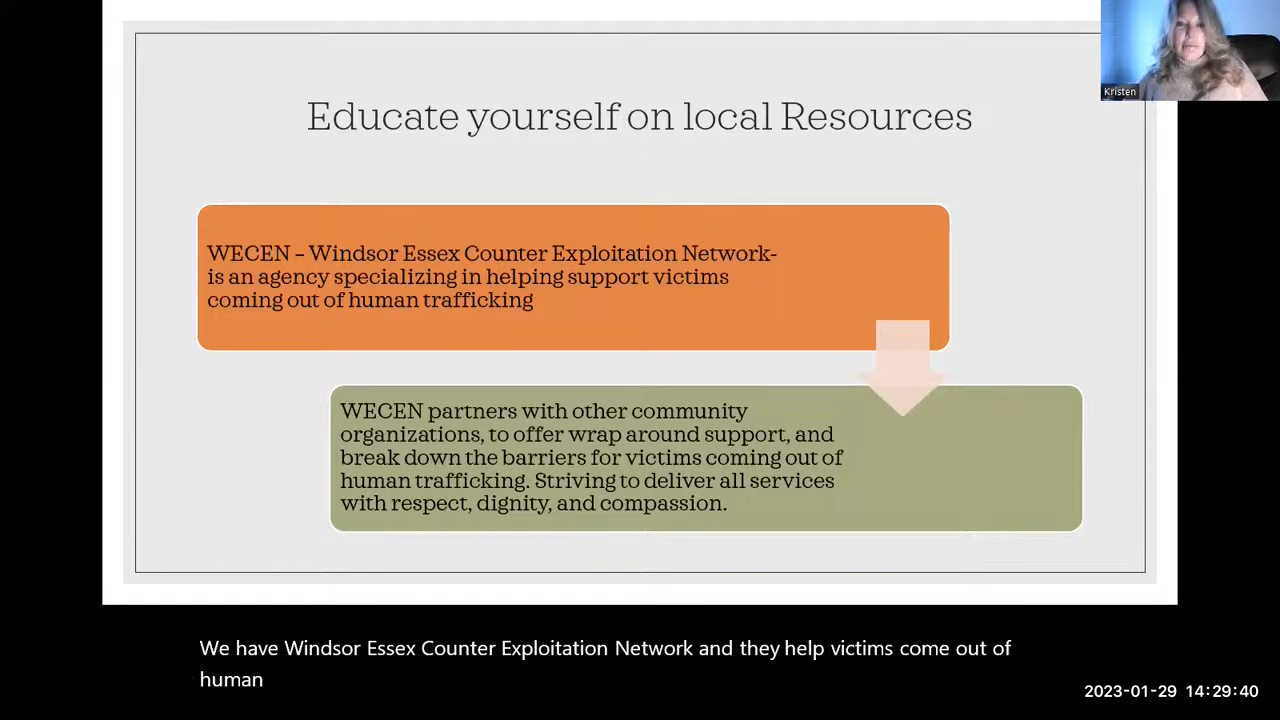 Kristen
Educate yourself on local Resources
WECEN – Windsor Essex Counter Exploitation Network-
is an agency specializing in helping support victims
coming out of human trafficking
WECEN partners with other community
organizations, to offer wrap around support, and
break down the barriers for victims coming out of
human trafficking. Striving to deliver all services
with respect, dignity, and compassion.
We have Windsor Essex Counter Exploitation Network and they help victims come out of
human
2023-01-29 14:29:40